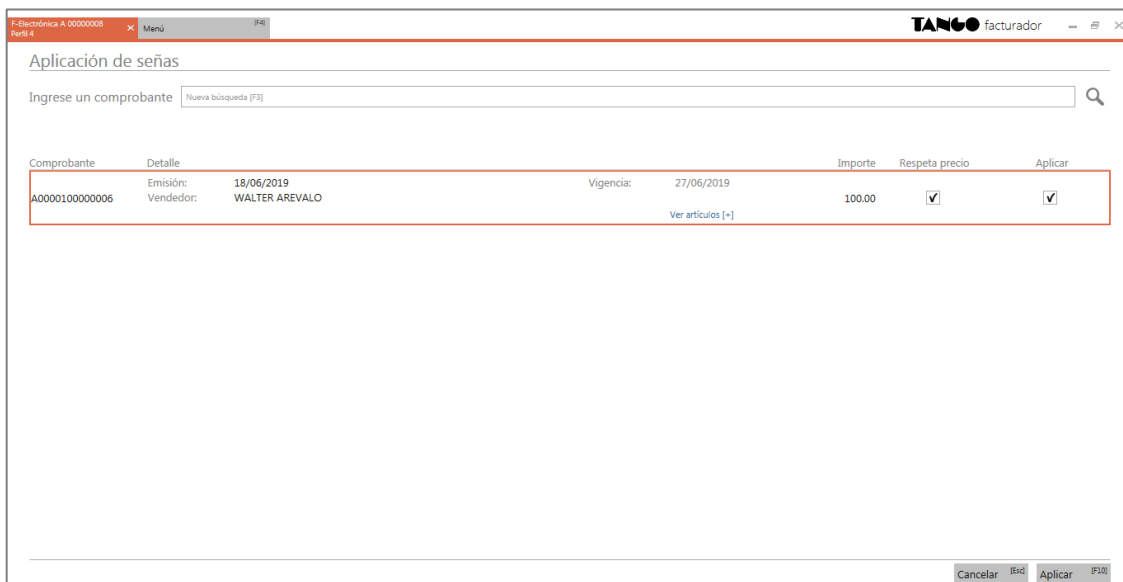 F-Electrónica A 00000008
Perfil 4
Menú [F4]
TANGO facturador
Aplicación de señas
Ingrese un comprobante Nueva búsqueda [F3]
Comprobante Detalle Importe Respeta precio Aplicar
Emisión: 18/06/2019 Vigencia: 27/06/2019
A0000100000006 Vendedor: WALTER AREVALO 100.00
Ver artículos [+]
Cancelar [Esc] Aplicar [F10]